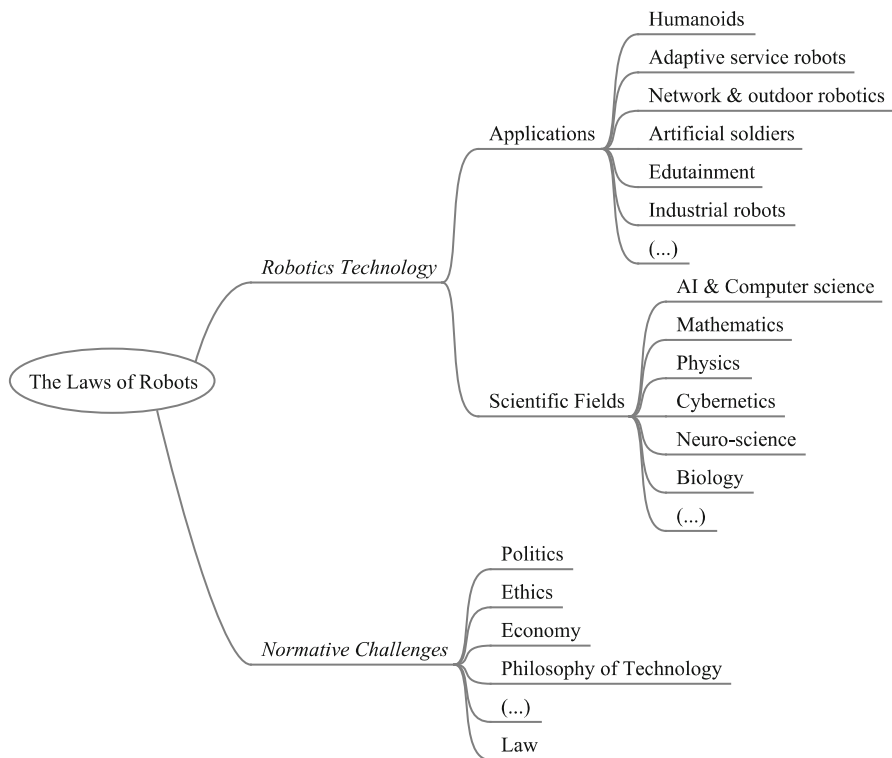 Humanoids
Adaptive service robots
Network & outdoor robotics
Applications
Artificial soldiers
Edutainment
Industrial robots
(...)
Robotics Technology
AI & Computer science
Mathematics
Physics
The Laws of Robots
Scientific Fields
Cybernetics
Neuro-science
Biology
(...)
Politics
Ethics
Economy
Normative Challenges
Philosophy of Technology
(...)
Law